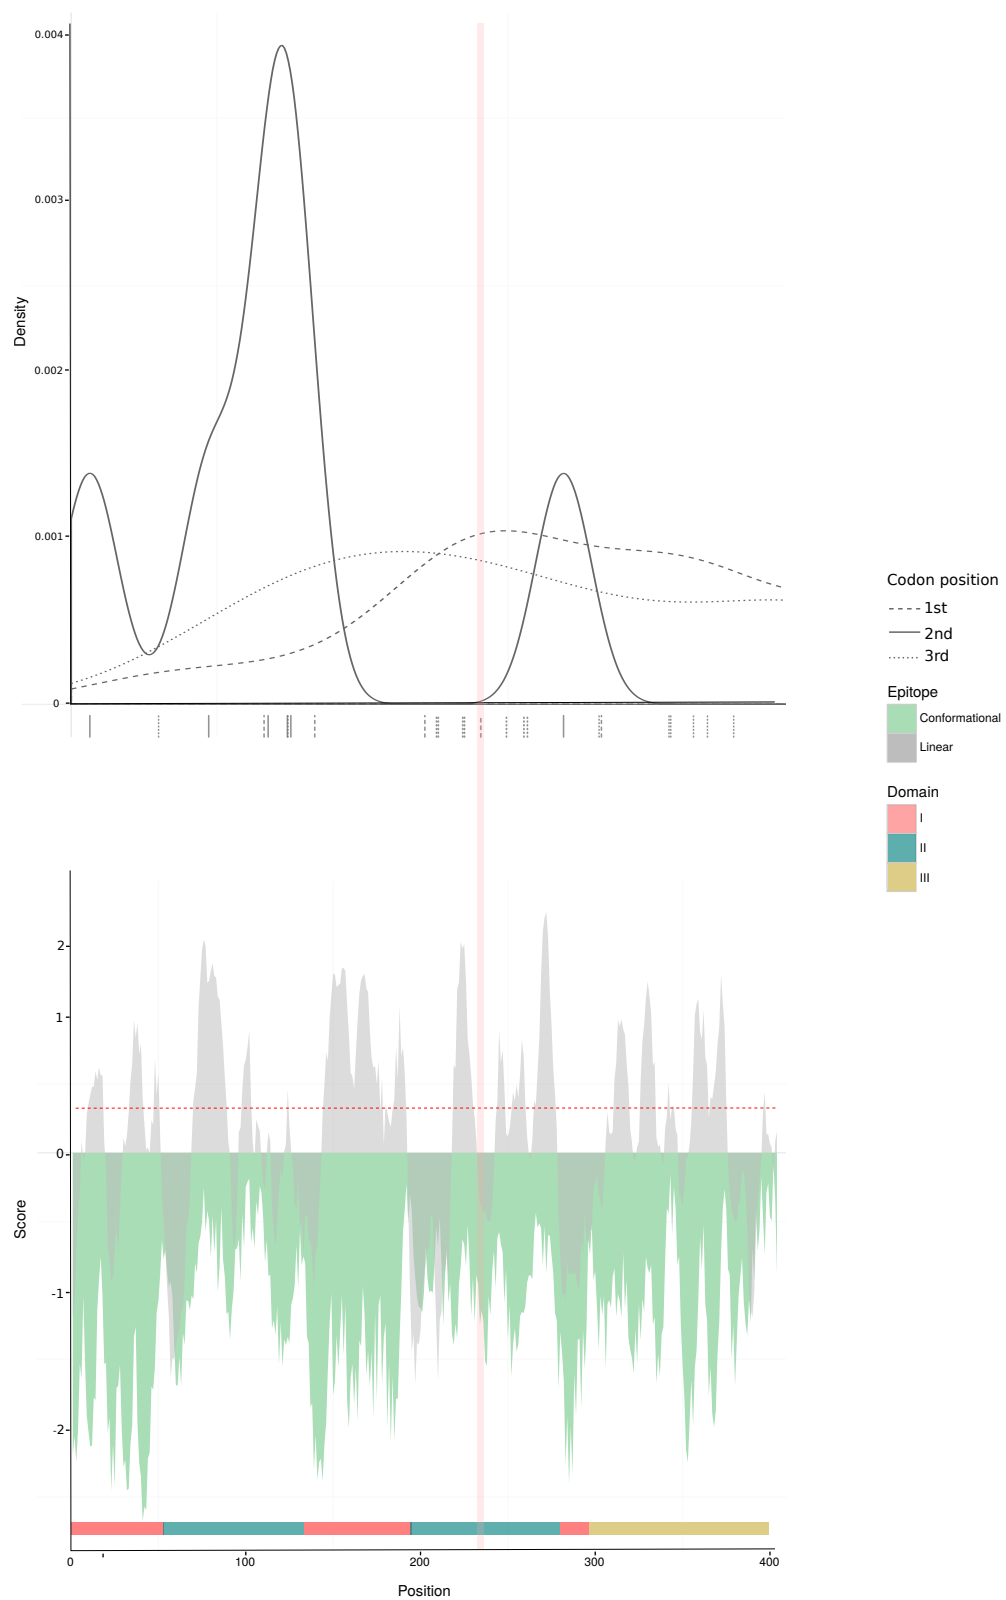 0.004
0.003
0.002
0.001
0
Density
Codon position
1st
2nd
3rd
Epitope
Conformational
Linear
Domain
I
II
III
2
1
0
-1
-2
Score
0
100
200
300
400
Position